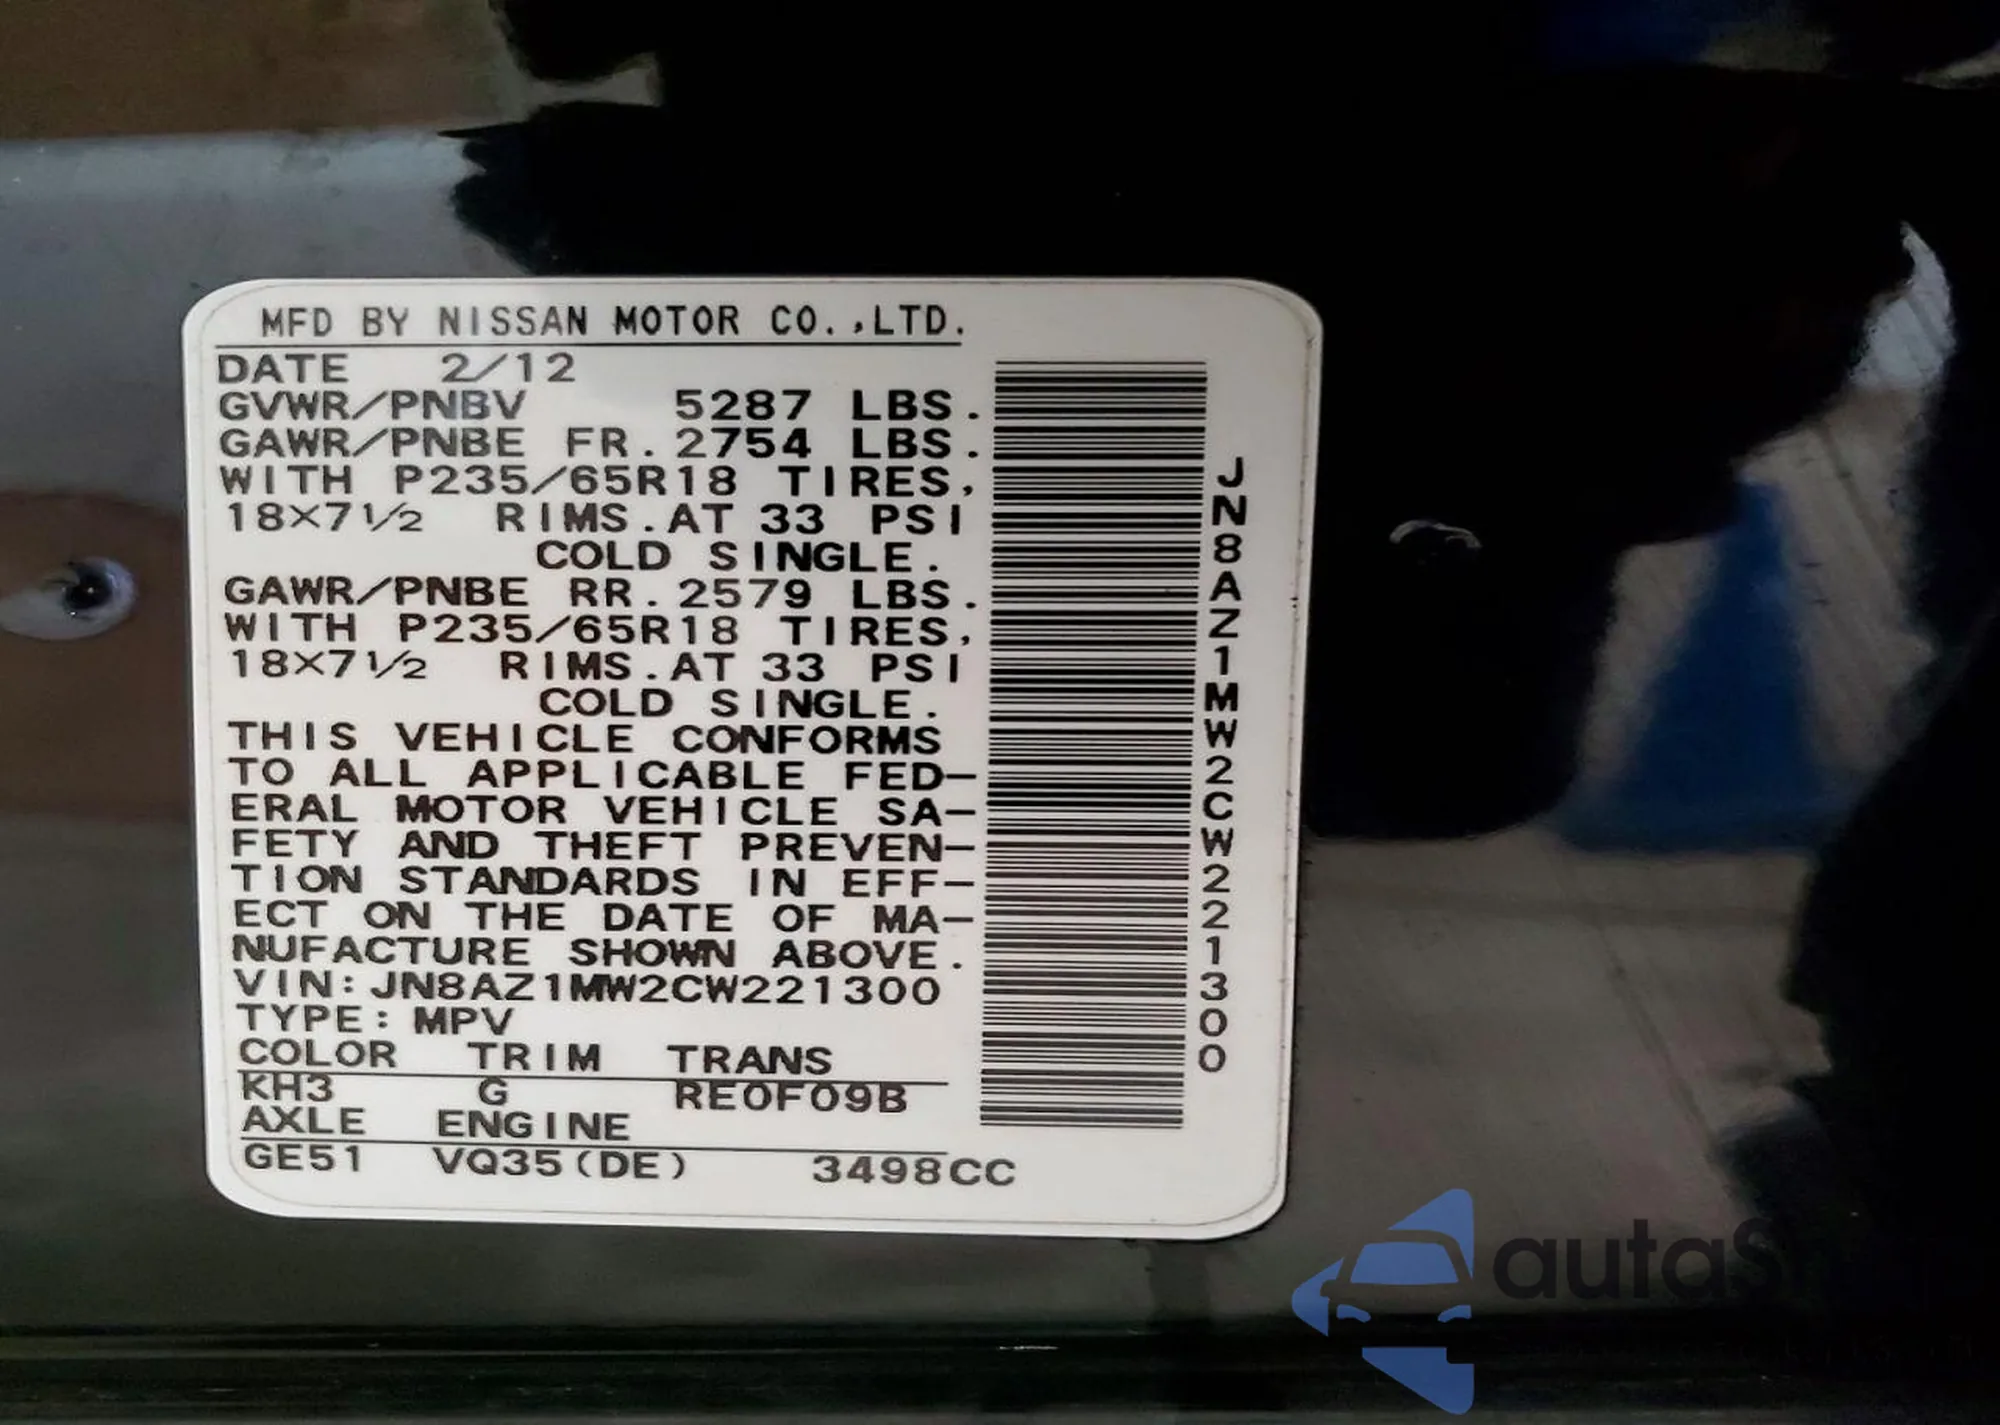 MFD BY NISSAN MOTOR CO.,LTD.
DATE 2/12
GVWR/PNBV 5287 LBS.
GAWR/PNBE FR. 2754 LBS.
WITH P235/65R18 TIRES,
18×7 1/2 RIMS. AT 33 PSI
COLD SINGLE.
GAWR/PNBE RR. 2579 LBS.
WITH P235/65R18 TIRES,
18×7 1/2 RIMS. AT 33 PSI
COLD SINGLE.
THIS VEHICLE CONFORMS
TO ALL APPLICABLE FED-
ERAL MOTOR VEHICLE SA-
FETY AND THEFT PREVEN-
TION STANDARDS IN EFF-
ECT ON THE DATE OF MA-
NUFACTURE SHOWN ABOVE.
VIN: JN8AZ1MW2CW221300
TYPE: MPV
COLOR TRIM TRANS
KH3 G RE0F09B
AXLE ENGINE
GE51 VQ35(DE) 3498CC
JN8AZ1MW2CW221300